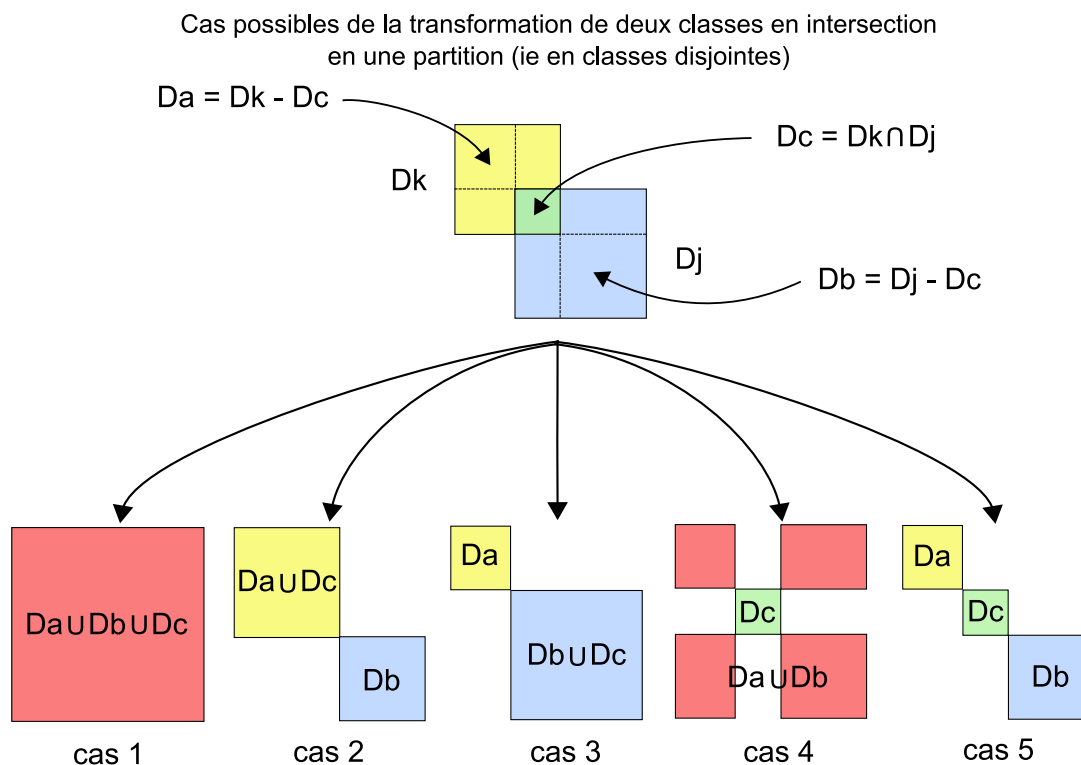 Cas possibles de la transformation de deux classes en intersection
en une partition (ie en classes disjointes)
Da = Dk - Dc
Dc = Dk∩Dj
Dk
Dj
Db = Dj - Dc
Da∪Db∪Dc
Da∪Dc
Db
Da
Db∪Dc
Dc
Da∪Db
Da
Dc
Db
cas 1
cas 2
cas 3
cas 4
cas 5